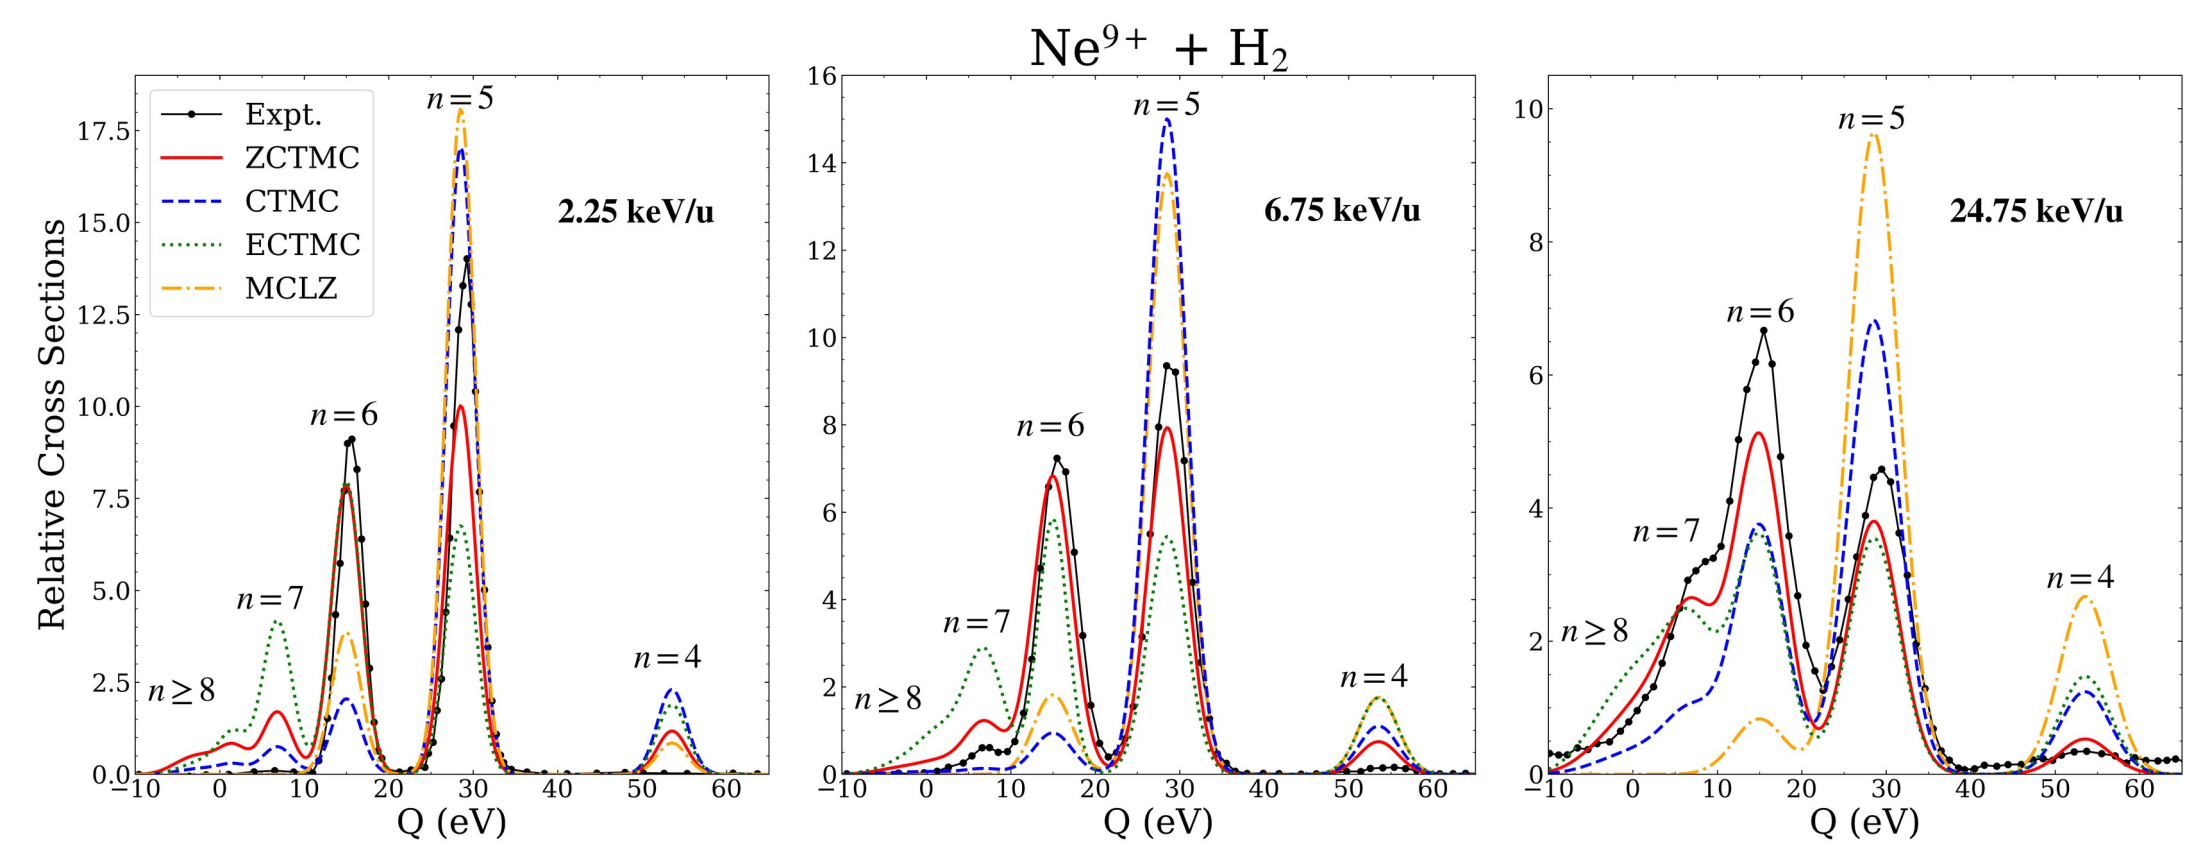 Ne⁹⁺ + H₂
Relative Cross Sections
17.5
15.0
12.5
10.0
7.5
5.0
2.5
0.0
Expt.
ZCTMC
CTMC
ECTMC
MCLZ
n = 5
2.25 keV/u
n = 6
n = 7
n ≥ 8
n = 4
−10 0 10 20 30 40 50 60
Q (eV)
16
14
12
10
8
6
4
2
0
n = 5
6.75 keV/u
n = 6
n = 7
n ≥ 8
n = 4
−10 0 10 20 30 40 50 60
Q (eV)
10
8
6
4
2
0
n = 5
24.75 keV/u
n = 6
n = 7
n = 4
n ≥ 8
−10 0 10 20 30 40 50 60
Q (eV)